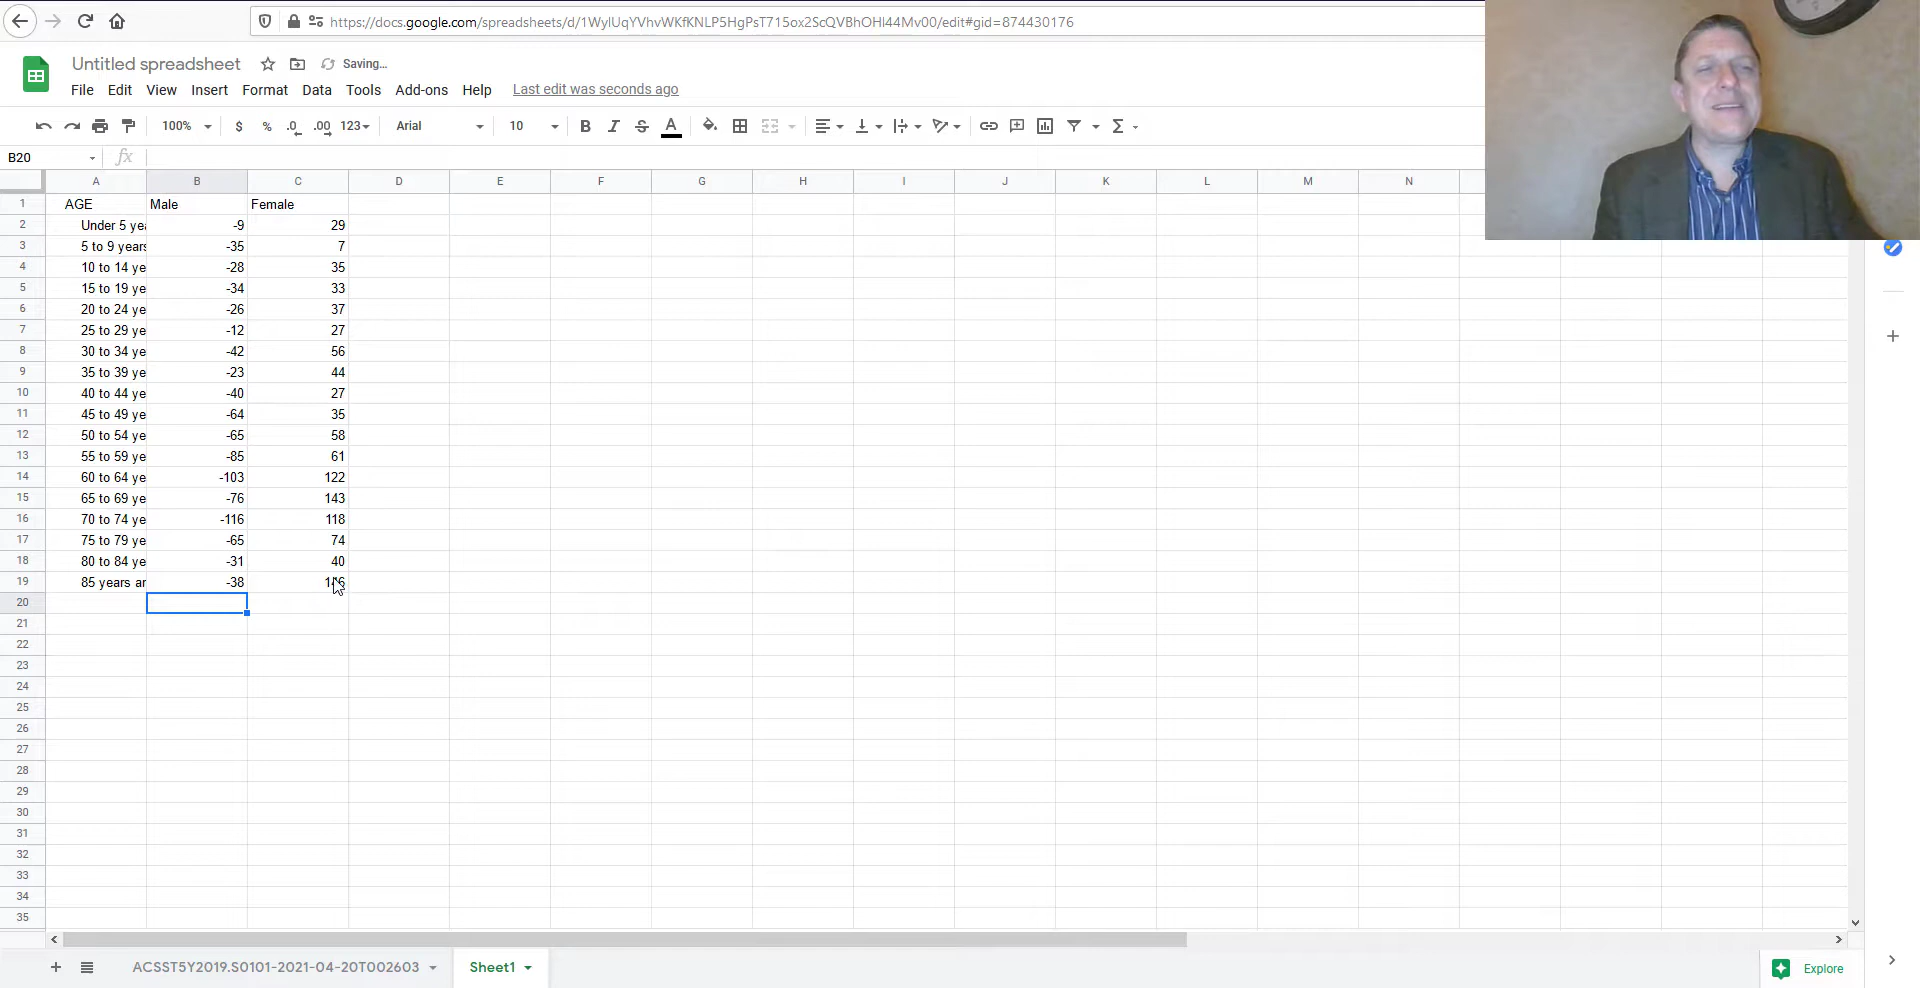 https://docs.google.com/spreadsheets/d/1WylUqYVhvWKfKNLP5HgPsT715ox2ScQVBhOHl44Mv00/edit#gid=874430176
Untitled spreadsheet Saving...
File Edit View Insert Format Data Tools Add-ons Help Last edit was seconds ago
100% $ % .0 .00 123 Arial 10 B I S A Σ
B20 fx
A B C D E F G H I J K L M N
1 AGE Male Female
2 Under 5 yea -9 29
3 5 to 9 years -35 7
4 10 to 14 ye -28 35
5 15 to 19 ye -34 33
6 20 to 24 ye -26 37
7 25 to 29 ye -12 27
8 30 to 34 ye -42 56
9 35 to 39 ye -23 44
10 40 to 44 ye -40 27
11 45 to 49 ye -64 35
12 50 to 54 ye -65 58
13 55 to 59 ye -85 61
14 60 to 64 ye -103 122
15 65 to 69 ye -76 143
16 70 to 74 ye -116 118
17 75 to 79 ye -65 74
18 80 to 84 ye -31 40
19 85 years ar -38
20
21
22
23
24
25
26
27
28
29
30
31
32
33
34
35
ACSST5Y2019.S0101-2021-04-20T002603 Sheet1 Explore